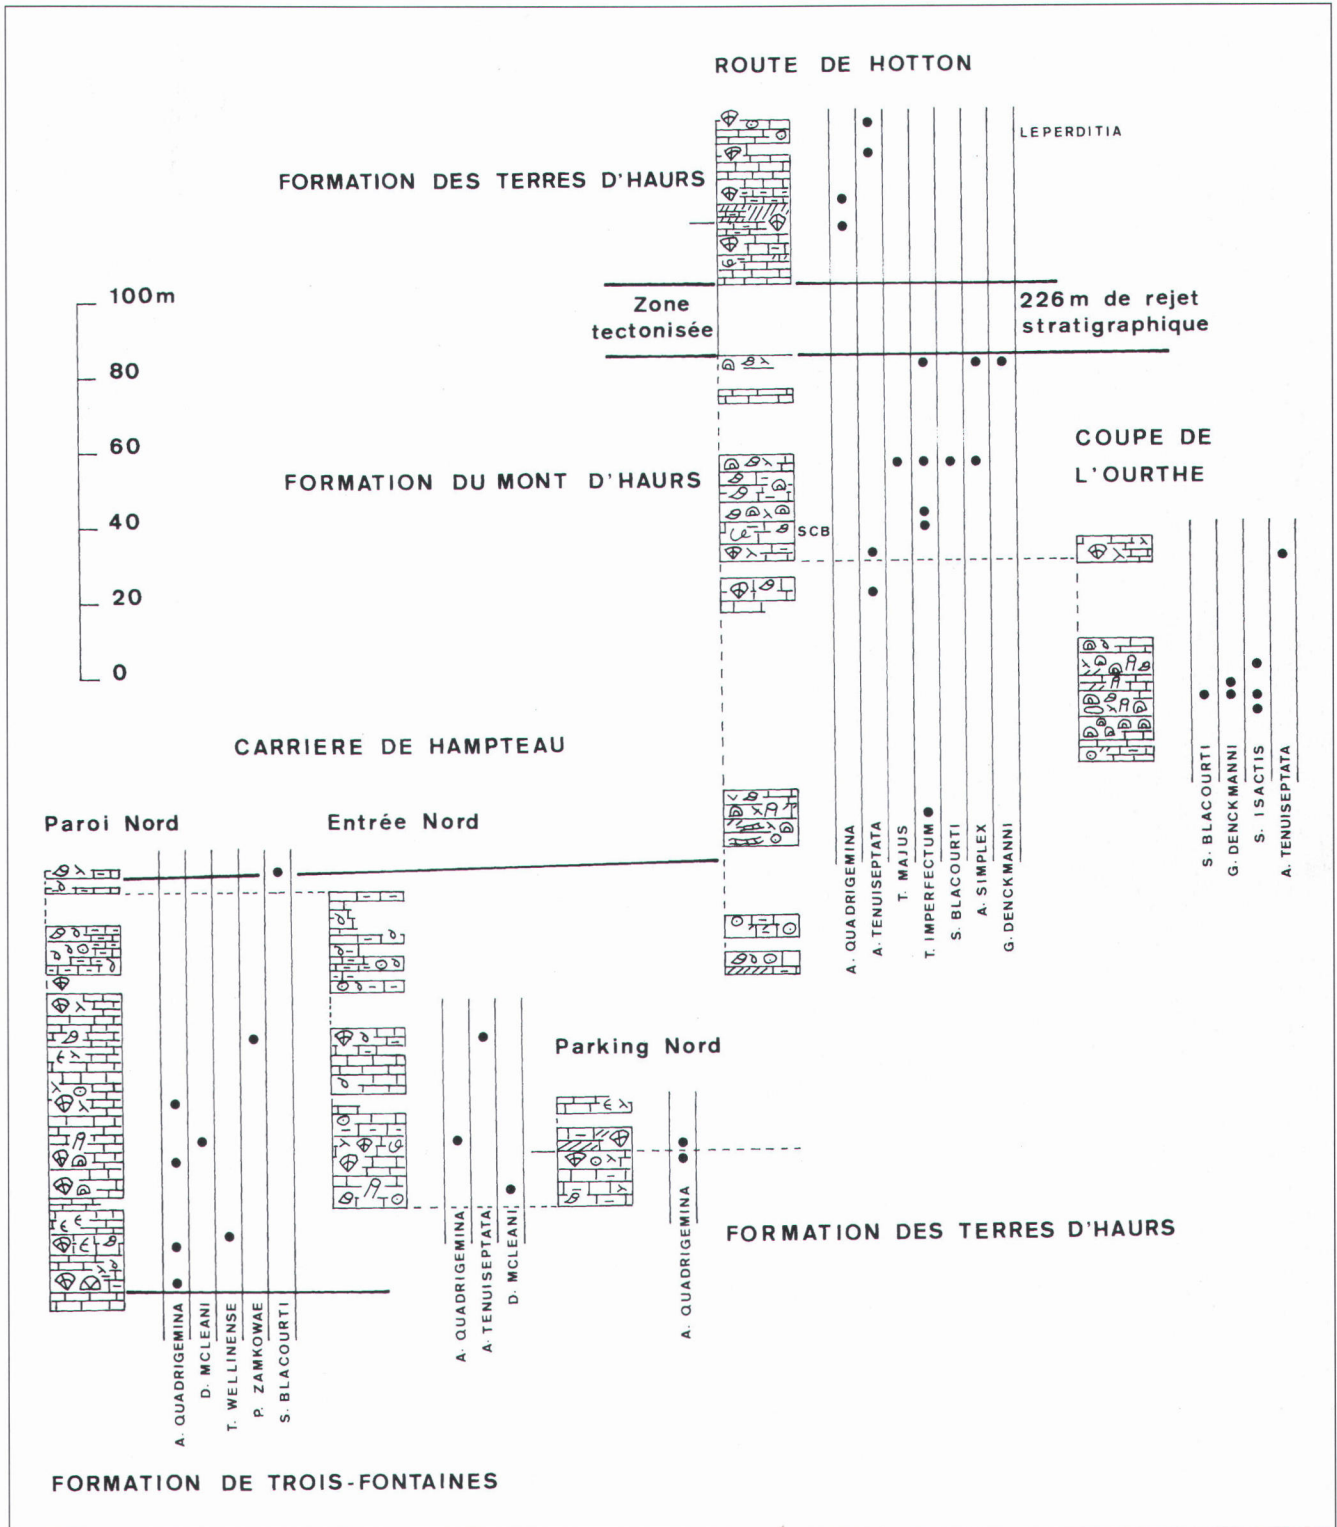 ROUTE DE HOTTON
LEPERDITIA
FORMATION DES TERRES D'HAURS
100m
80
60
40
20
0
Zone
tectonisée
226m de rejet
stratigraphique
FORMATION DU MONT D'HAURS
SCB
COUPE DE
L'OURTHE
S. BLACOURTI
G. DENCKMANNI
S. ISACTIS
A. TENUISEPTATA
A. QUADRIGEMINA
A. TENUISEPTATA
T. MAJUS
T. IMPERFECTUM
S. BLACOURTI
A. SIMPLEX
G. DENCKMANNI
CARRIERE DE HAMPTEAU
Paroi Nord
Entrée Nord
Parking Nord
A. QUADRIGEMINA
D. MCLEANI
T. WELLINENSE
P. ZAMKOWAE
S. BLACOURTI
A. QUADRIGEMINA
A. TENUISEPTATA
D. MCLEANI
A. QUADRIGEMINA
FORMATION DES TERRES D'HAURS
FORMATION DE TROIS-FONTAINES